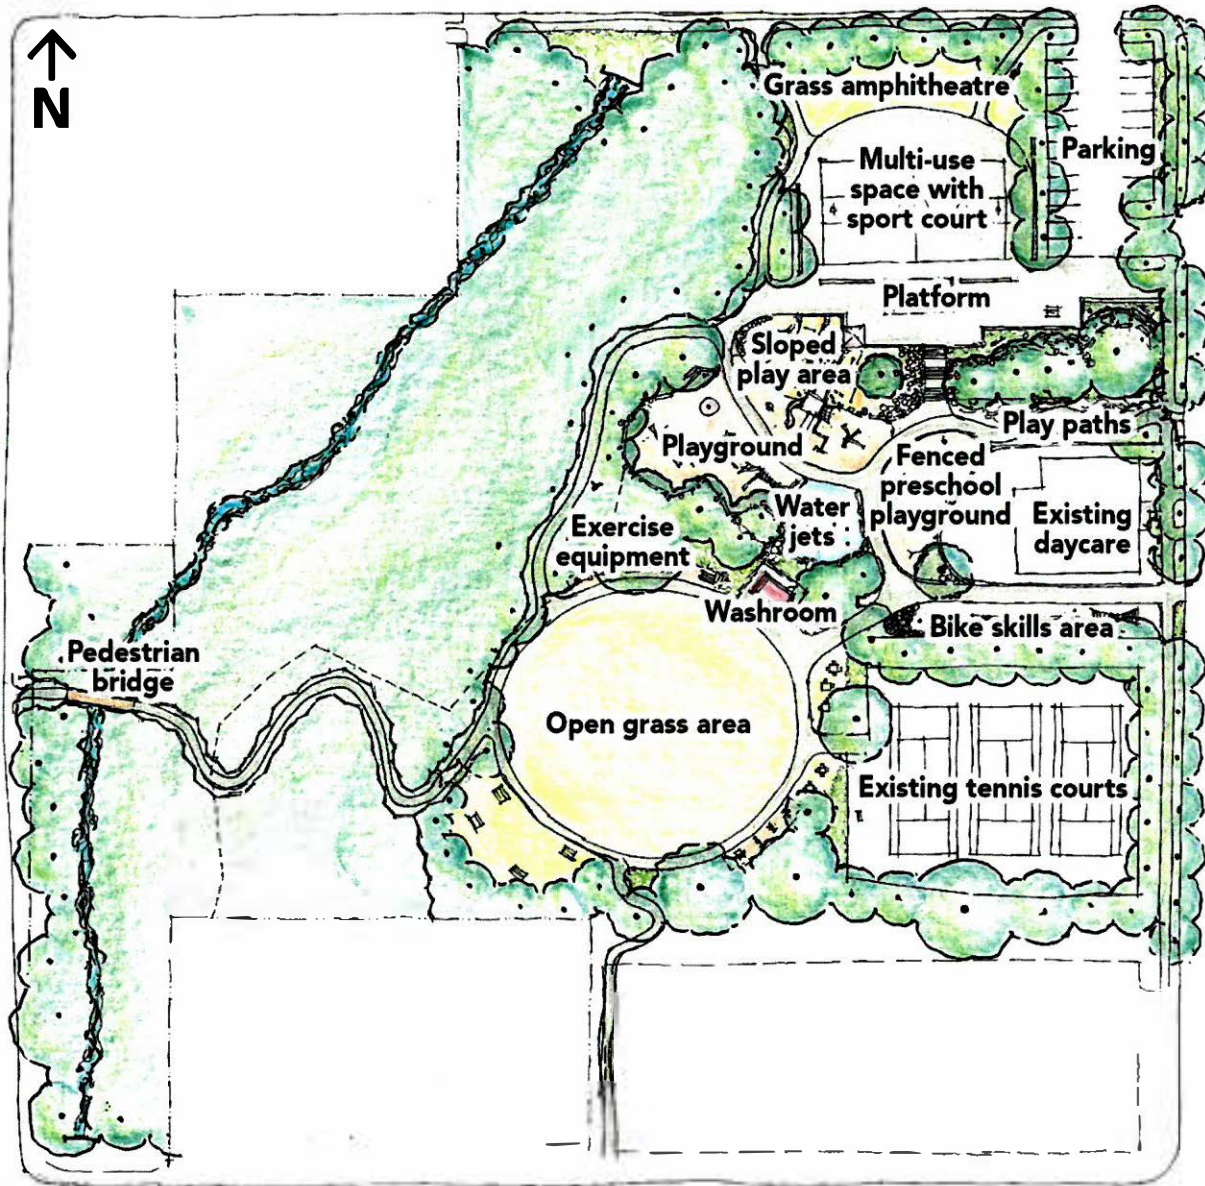 N
Grass amphitheatre
Parking
Multi-use
space with
sport court
Platform
Sloped
play area
Play paths
Playground
Fenced
preschool
playground
Water
jets
Existing
daycare
Exercise
equipment
Washroom
Bike skills area
Pedestrian
bridge
Open grass area
Existing tennis courts